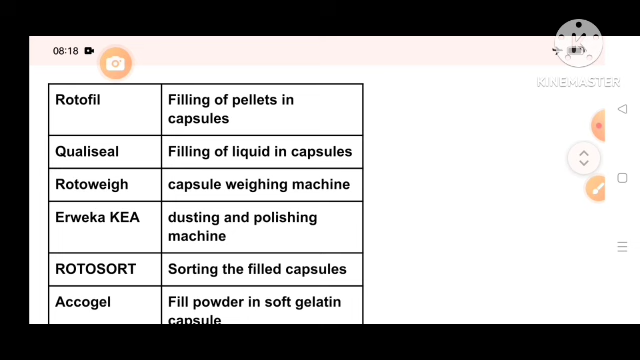 08:18
KINEMASTER
Rotofil
Filling of pellets in
capsules
Qualiseal
Filling of liquid in capsules
Rotoweigh
capsule weighing machine
Erweka KEA
dusting and polishing
machine
ROTOSORT
Sorting the filled capsules
Accogel
Fill powder in soft gelatin
capsule